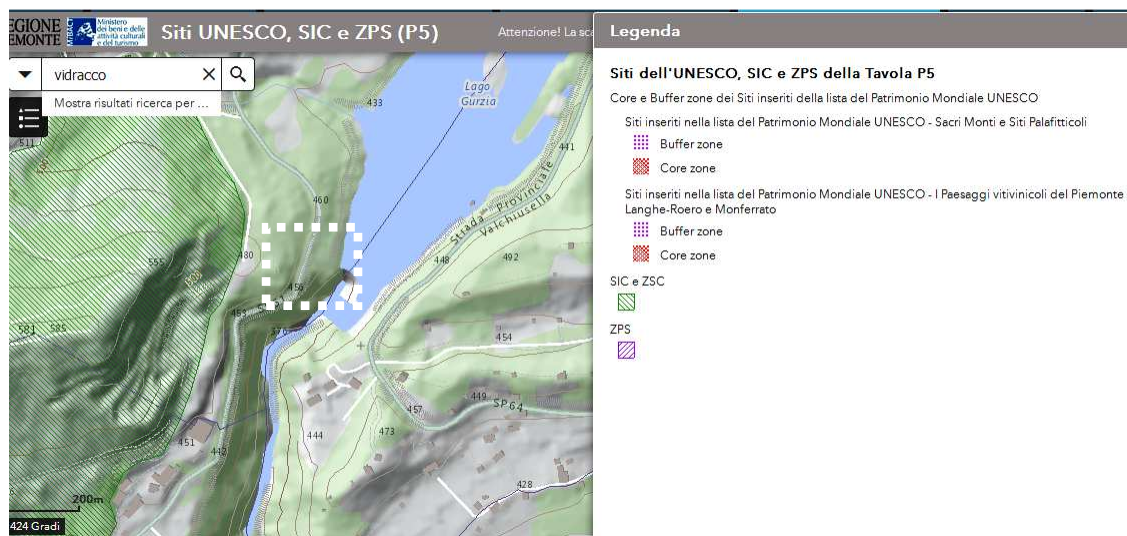 EGIONE
EMONTE
MiBACT
Ministero
dei beni e delle
attività culturali
e del turismo
Siti UNESCO, SIC e ZPS (P5)
Attenzione! La sca
vidracco
Mostra risultati ricerca per ...
Lago
Gurzia
433
511
441
460
Strada Provinciale
Valchiusella
480
448
492
555
456
453
581
585
454
457
449
SP64
451
442
444
473
428
200m
424 Gradi
Legenda
Siti dell'UNESCO, SIC e ZPS della Tavola P5
Core e Buffer zone dei Siti inseriti della lista del Patrimonio Mondiale UNESCO
Siti inseriti nella lista del Patrimonio Mondiale UNESCO - Sacri Monti e Siti Palafitticoli
Buffer zone
Core zone
Siti inseriti nella lista del Patrimonio Mondiale UNESCO - I Paesaggi vitivinicoli del Piemonte
Langhe-Roero e Monferrato
Buffer zone
Core zone
SIC e ZSC
ZPS